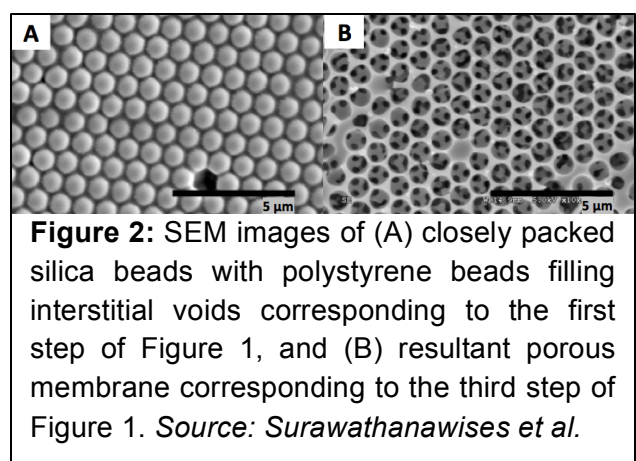 A
B
5 µm
5 µm
Figure 2: SEM images of (A) closely packed
silica beads with polystyrene beads filling
interstitial voids corresponding to the first
step of Figure 1, and (B) resultant porous
membrane corresponding to the third step of
Figure 1. Source: Surawathanawises et al.